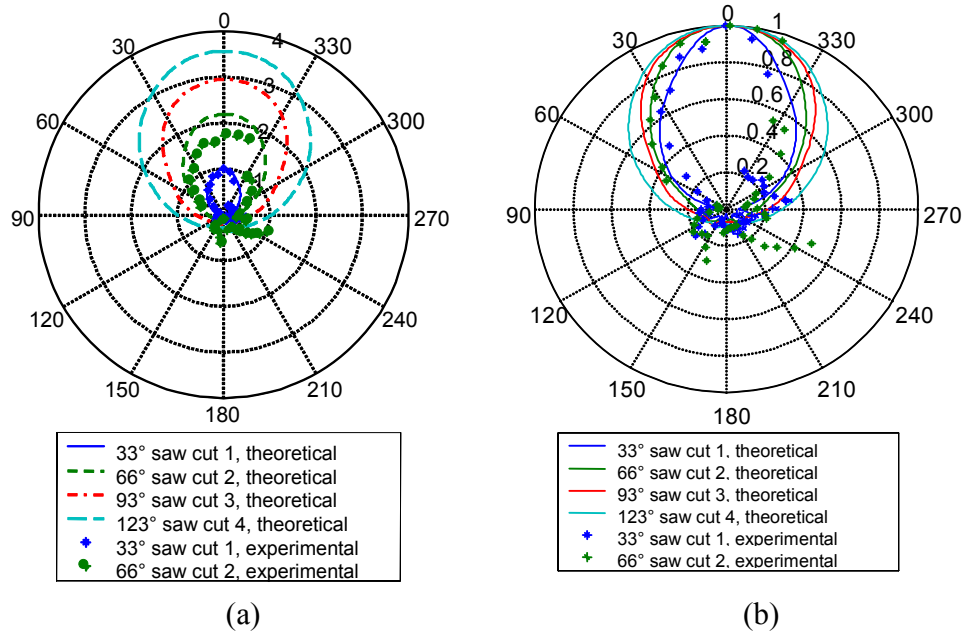 0
30
330
4
3
2
1
60
300
90
270
120
240
150
210
180
33° saw cut 1, theoretical
66° saw cut 2, theoretical
93° saw cut 3, theoretical
123° saw cut 4, theoretical
33° saw cut 1, experimental
66° saw cut 2, experimental
(a)
0
30
330
1
0.8
0.6
0.4
0.2
60
300
90
270
120
240
150
210
180
33° saw cut 1, theoretical
66° saw cut 2, theoretical
93° saw cut 3, theoretical
123° saw cut 4, theoretical
33° saw cut 1, experimental
66° saw cut 2, experimental
(b)